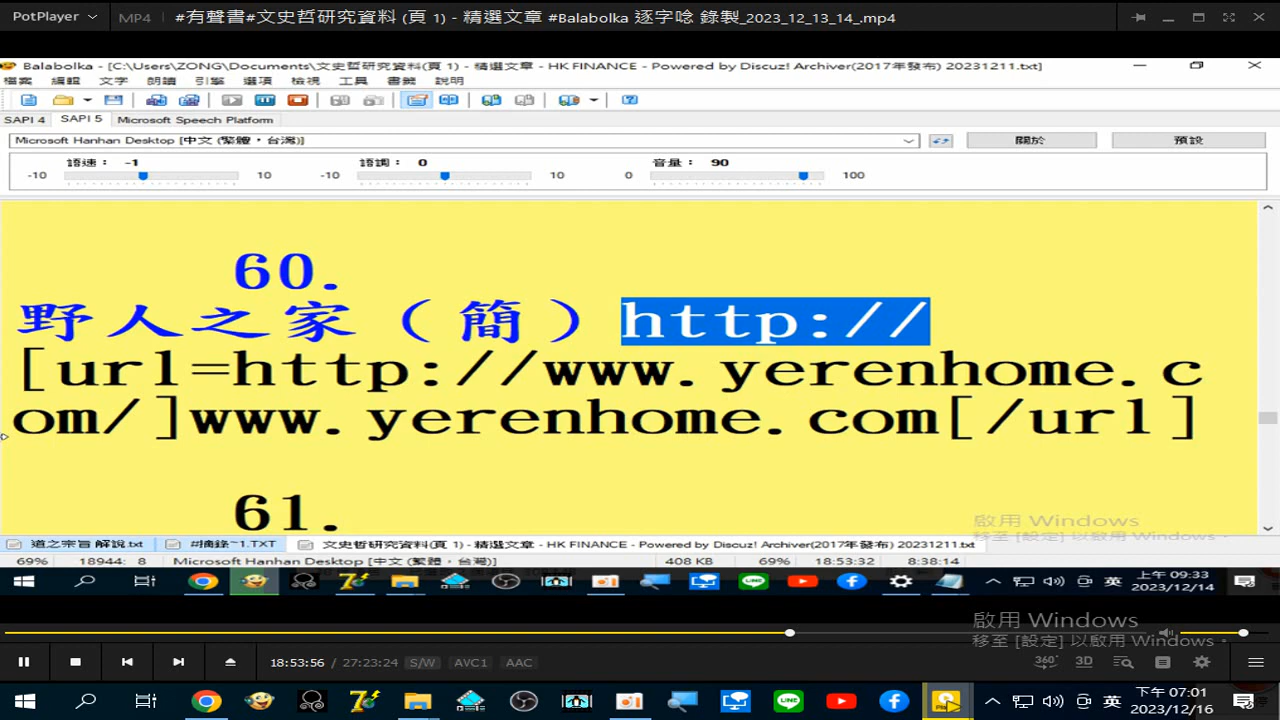 PotPlayer MP4 #有聲書#文史哲研究資料 (頁 1) - 精選文章 #Balabolka 逐字唸 錄製_2023_12_13_14_.mp4
Balabolka - [C:\Users\ZONG\Documents\文史哲研究資料(頁 1) - 精選文章 - HK FINANCE - Powered by Discuz! Archiver(2017年發布) 20231211.txt]
檔案 編輯 文字 朗讀 引擎 選項 檢視 工具 書籤 說明
SAPI 4 SAPI 5 Microsoft Speech Platform
Microsoft Hanhan Desktop [中文 (繁體，台灣)] 關於 預設
語速： -1 語調： 0 音量： 90
-10 10 -10 10 0 100
60.
野人之家（簡）http://
[url=http://www.yerenhome.c
om/]www.yerenhome.com[/url]
61.
啟用 Windows
移至 [設定] 以啟用 Windows。
道之宗旨 解說.txt #摘錄~1.TXT 文史哲研究資料(頁 1) - 精選文章 - HK FINANCE - Powered by Discuz! Archiver(2017年發布) 20231211.txt
69% 18944: 8 Microsoft Hanhan Desktop [中文 (繁體，台灣)] 408 KB 69% 18:53:32 8:38:14
英 上午 09:33
2023/12/14
啟用 Windows
移至 [設定] 以啟用 Windows。
18:53:56 / 27:23:24 S/W AVC1 AAC 360° 3D
英 下午 07:01
2023/12/16